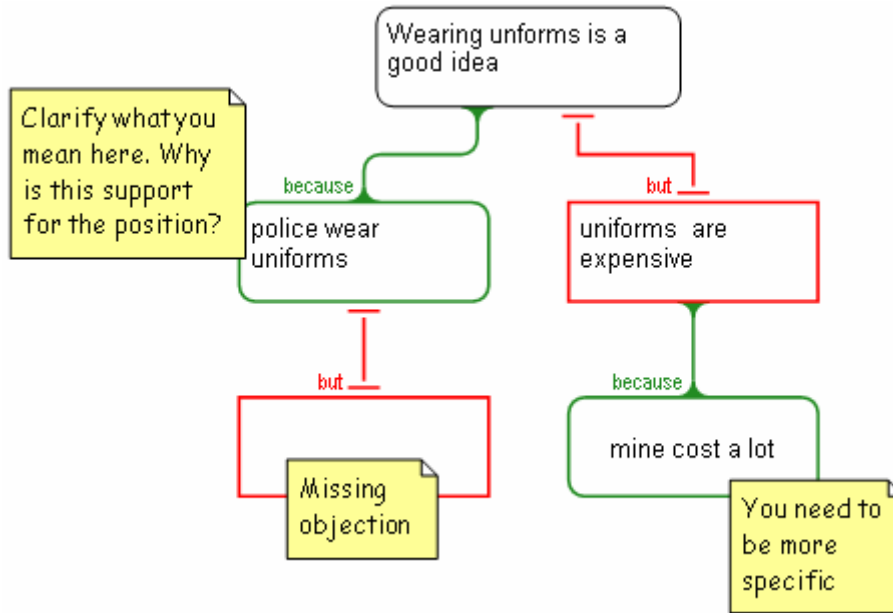 Wearing unforms is a
good idea
Clarify what you
mean here. Why
is this support
for the position?
because
but
police wear
uniforms
uniforms are
expensive
but
because
Missing
objection
mine cost a lot
You need to
be more
specific